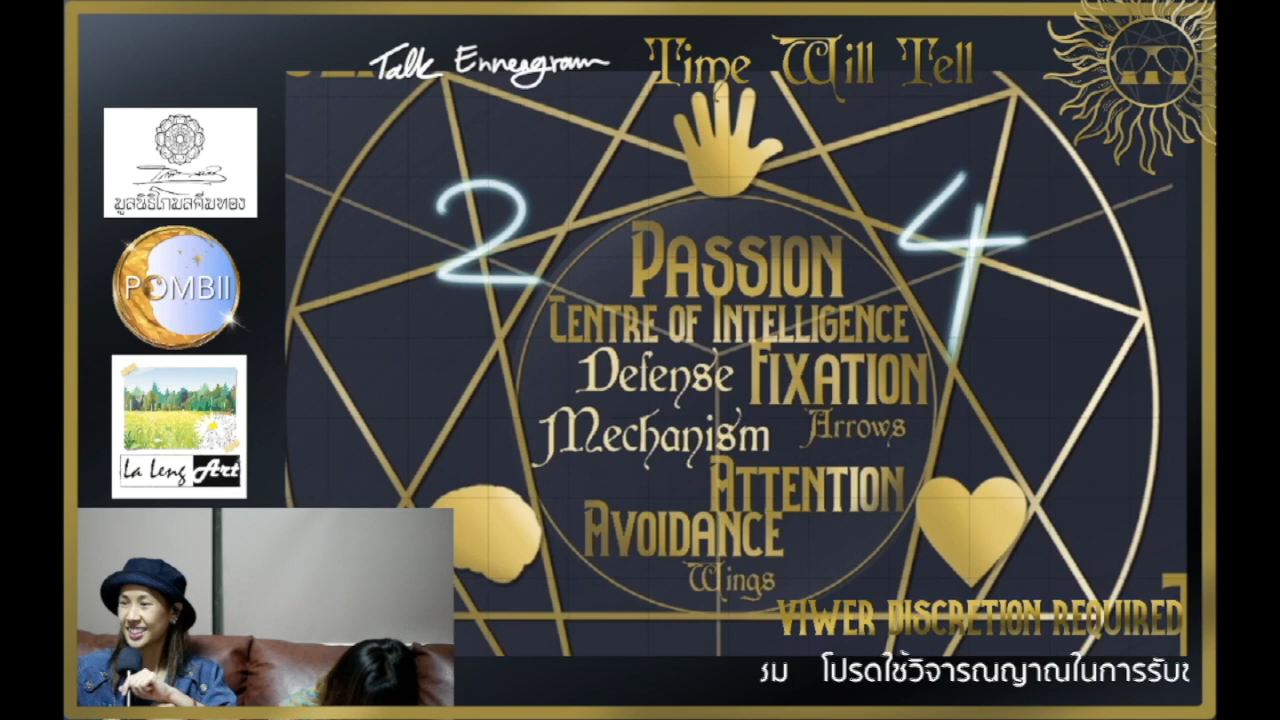 Talk Enneagram
Time Will Tell
มูลนิธิโกมลคีมทอง
POMBII
La Leng Art
2
4
PASSION
CENTRE OF INTELLIGENCE
Defense FIXATION
Mechanism Arrows
ATTENTION
AVOIDANCE
Wings
VIWER DISCRETION REQUIRED
รม โปรดใช้วิจารณญาณในการรับช